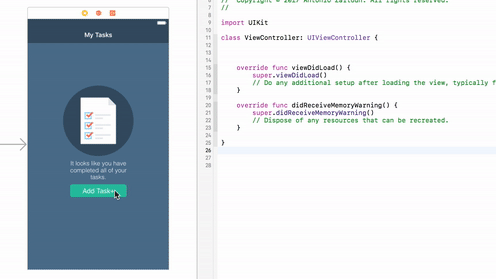 My Tasks
It looks like you have
completed all of your
tasks.
Add Task
// Copyright © 2017 Antonio Zaitoun. All rights reserved.
7
8 //
9
10 import UIKit
11
12 class ViewController: UIViewController {
13
14
15 override func viewDidLoad() {
16 super.viewDidLoad()
17 // Do any additional setup after loading the view, typically f
18 }
19
20 override func didReceiveMemoryWarning() {
21 super.didReceiveMemoryWarning()
22 // Dispose of any resources that can be recreated.
23 }
24
25 }
26
27
28